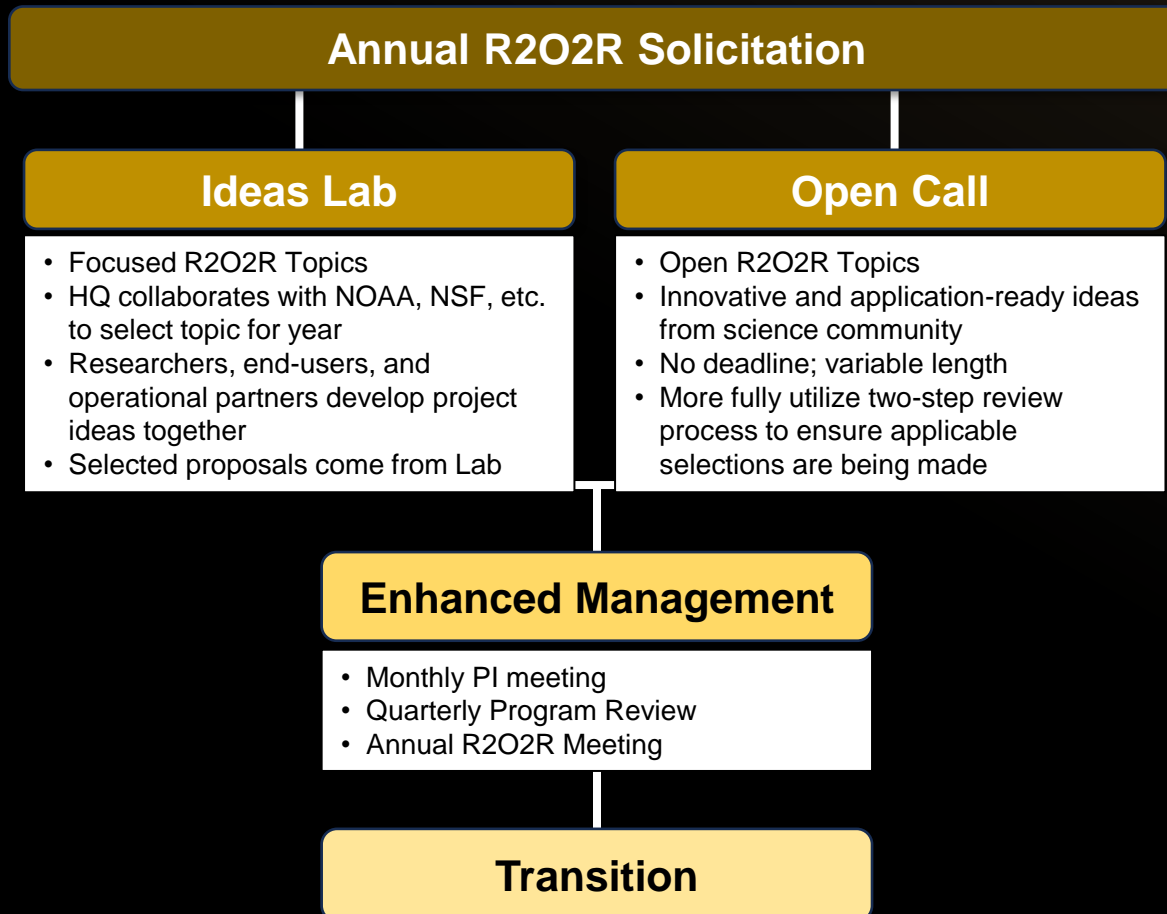 Annual R2O2R Solicitation
Ideas Lab
• Focused R2O2R Topics
• HQ collaborates with NOAA, NSF, etc.
to select topic for year
• Researchers, end-users, and
operational partners develop project
ideas together
• Selected proposals come from Lab
Open Call
• Open R2O2R Topics
• Innovative and application-ready ideas
from science community
• No deadline; variable length
• More fully utilize two-step review
process to ensure applicable
selections are being made
Enhanced Management
• Monthly PI meeting
• Quarterly Program Review
• Annual R2O2R Meeting
Transition